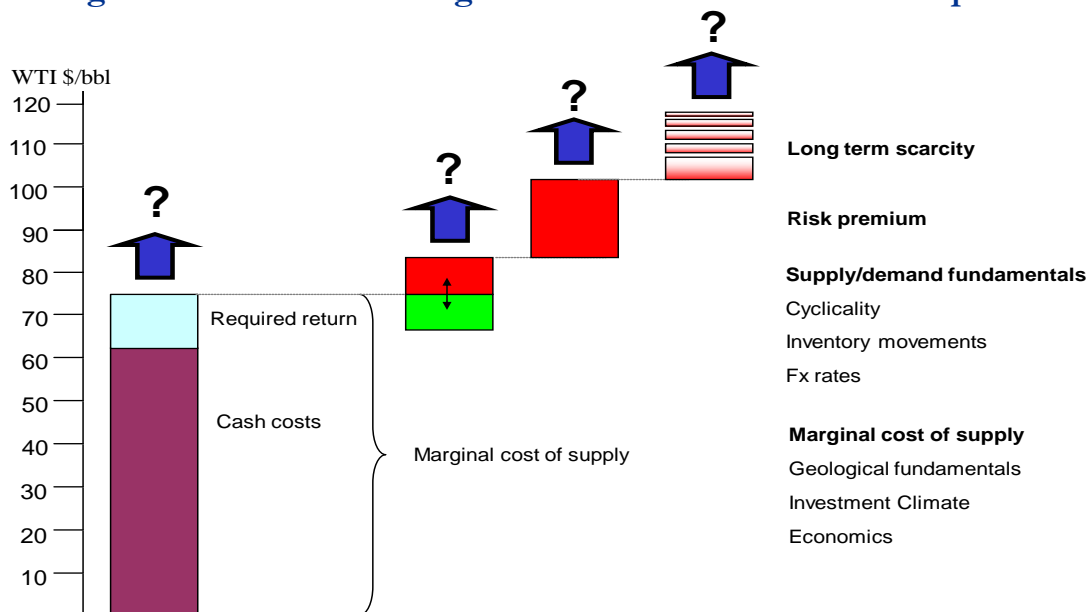 ?
WTI $/bbl
?
120
?
110
Long term scarcity
100
?
90
Risk premium
80
Supply/demand fundamentals
70
Required return
Cyclicality
Inventory movements
60
Fx rates
50
Cash costs
Marginal cost of supply
40
Marginal cost of supply
Geological fundamentals
30
Investment Climate
20
Economics
10